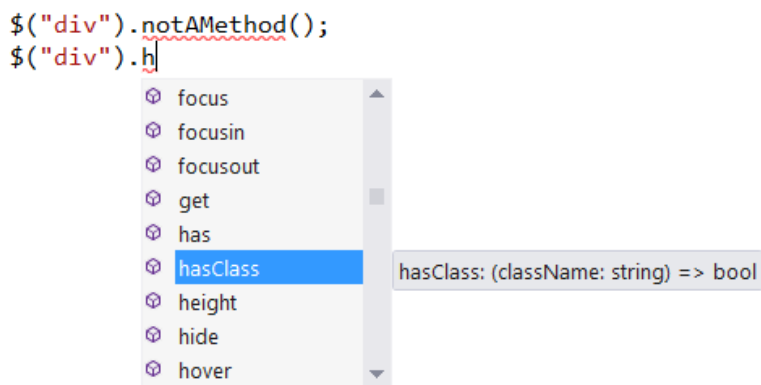 $("div").notAMethod();
$("div").h
focus
focusin
focusout
get
has
hasClass
hasClass: (className: string) => bool
height
hide
hover